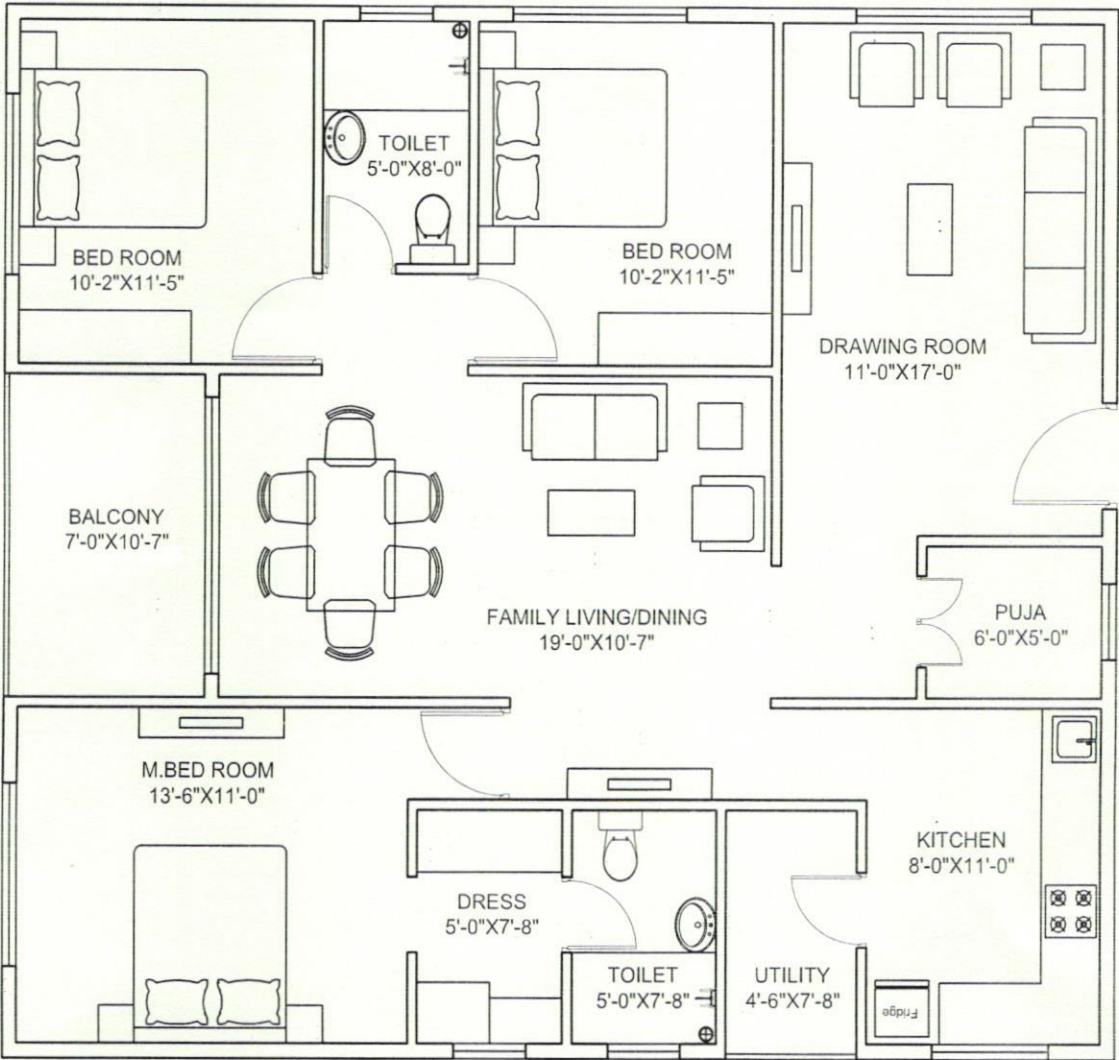 TOILET
5'-0"X8'-0"
BED ROOM
10'-2"X11'-5"
BED ROOM
10'-2"X11'-5"
DRAWING ROOM
11'-0"X17'-0"
BALCONY
7'-0"X10'-7"
FAMILY LIVING/DINING
19'-0"X10'-7"
PUJA
6'-0"X5'-0"
M.BED ROOM
13'-6"X11'-0"
KITCHEN
8'-0"X11'-0"
DRESS
5'-0"X7'-8"
TOILET
5'-0"X7'-8"
UTILITY
4'-6"X7'-8"
Fridge